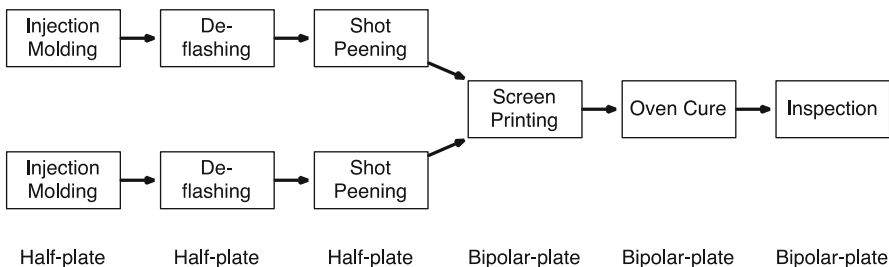 Injection
Molding
De-
flashing
Shot
Peening
Screen
Printing
Oven Cure
Inspection
Injection
Molding
De-
flashing
Shot
Peening
Half-plate
Half-plate
Half-plate
Bipolar-plate
Bipolar-plate
Bipolar-plate